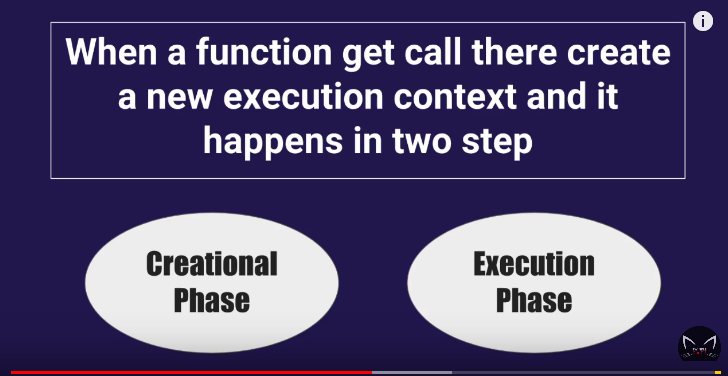 When a function get call there create
a new execution context and it
happens in two step
Creational
Phase
Execution
Phase